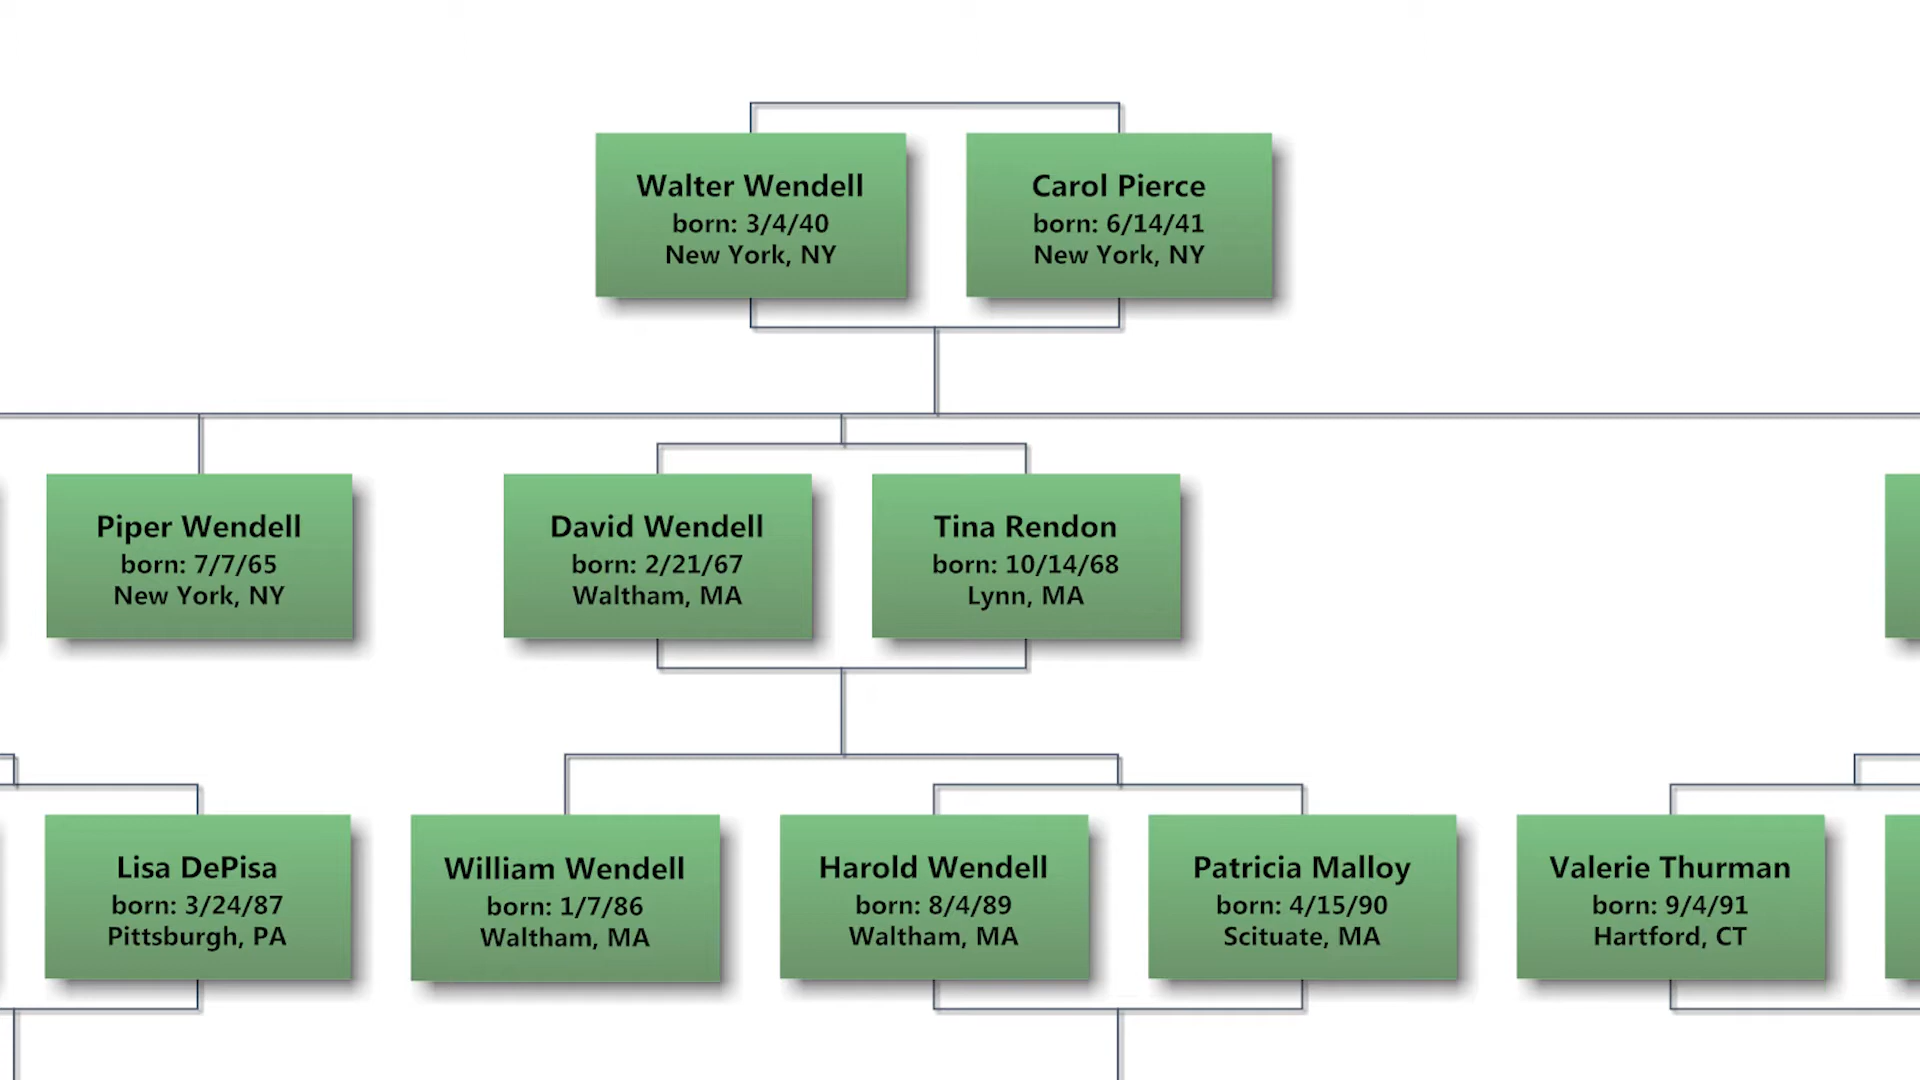 Walter Wendell
born: 3/4/40
New York, NY
Carol Pierce
born: 6/14/41
New York, NY
Piper Wendell
born: 7/7/65
New York, NY
David Wendell
born: 2/21/67
Waltham, MA
Tina Rendon
born: 10/14/68
Lynn, MA
Lisa DePisa
born: 3/24/87
Pittsburgh, PA
William Wendell
born: 1/7/86
Waltham, MA
Harold Wendell
born: 8/4/89
Waltham, MA
Patricia Malloy
born: 4/15/90
Scituate, MA
Valerie Thurman
born: 9/4/91
Hartford, CT